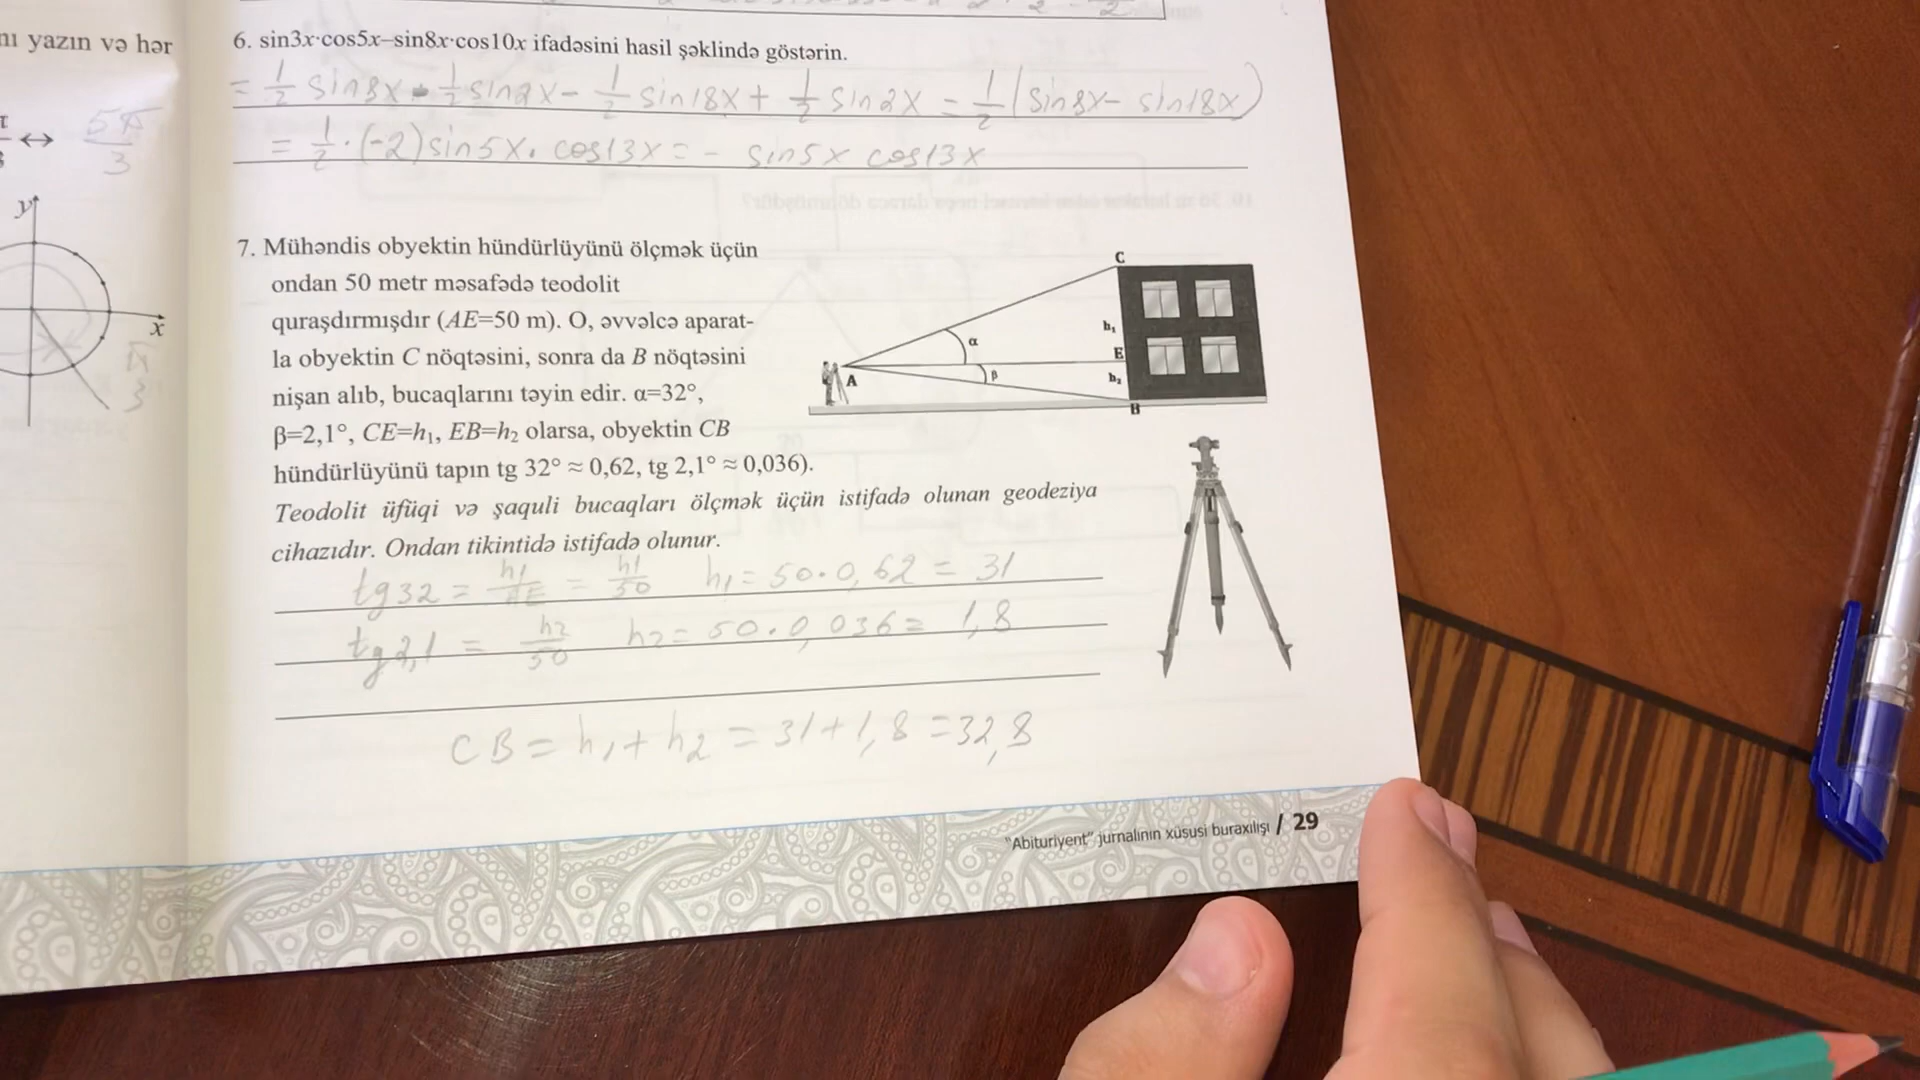 nı yazın və hər
↔ 5π/3
y
x
π/3
6. sin3x·cos5x–sin8x·cos10x ifadəsini hasil şəklində göstərin.
= 1/2 sin8x - 1/2 sin2x - 1/2 sin18x + 1/2 sin2x = 1/2 (sin8x - sin18x)
= 1/2 · (-2) sin5x · cos13x = - sin5x cos13x
7. Mühəndis obyektin hündürlüyünü ölçmək üçün
ondan 50 metr məsafədə teodolit
quraşdırmışdır (AE=50 m). O, əvvəlcə aparat-
la obyektin C nöqtəsini, sonra da B nöqtəsini
nişan alıb, bucaqlarını təyin edir. α=32°,
β=2,1°, CE=h₁, EB=h₂ olarsa, obyektin CB
hündürlüyünü tapın tg 32° ≈ 0,62, tg 2,1° ≈ 0,036).
Teodolit üfüqi və şaquli bucaqları ölçmək üçün istifadə olunan geodeziya
cihazıdır. Ondan tikintidə istifadə olunur.
C
h₁
α
E
A
β
h₂
B
tg32 = h1/AE = h1/50 h1 = 50·0,62 = 31
tg2,1 = h2/50 h2 = 50·0,036 = 1,8
CB = h1 + h2 = 31 + 1,8 = 32,8
"Abituriyent" jurnalının xüsusi buraxılışı / 29